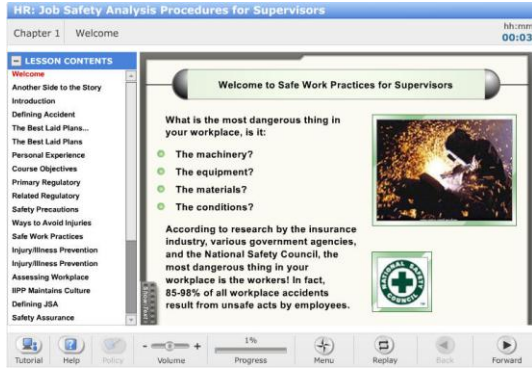 HR: Job Safety Analysis Procedures for Supervisors
Chapter 1 Welcome
hh:mm
00:03
LESSON CONTENTS
Welcome
Another Side to the Story
Introduction
Defining Accident
The Best Laid Plans...
The Best Laid Plans
Personal Experience
Course Objectives
Primary Regulatory
Related Regulatory
Safety Precautions
Ways to Avoid Injuries
Safe Work Practices
Injury/Illness Prevention
Injury/Illness Prevention
Assessing Workplace
IIPP Maintains Culture
Defining JSA
Safety Assurance
Welcome to Safe Work Practices for Supervisors
What is the most dangerous thing in
your workplace, is it:
The machinery?
The equipment?
The materials?
The conditions?
According to research by the insurance
industry, various government agencies,
and the National Safety Council, the
most dangerous thing in your
workplace is the workers! In fact,
85-98% of all workplace accidents
result from unsafe acts by employees.
NATIONAL SAFETY
COUNCIL
Tutorial
Help
Policy
- +
Volume
1%
Progress
Menu
Replay
Back
Forward